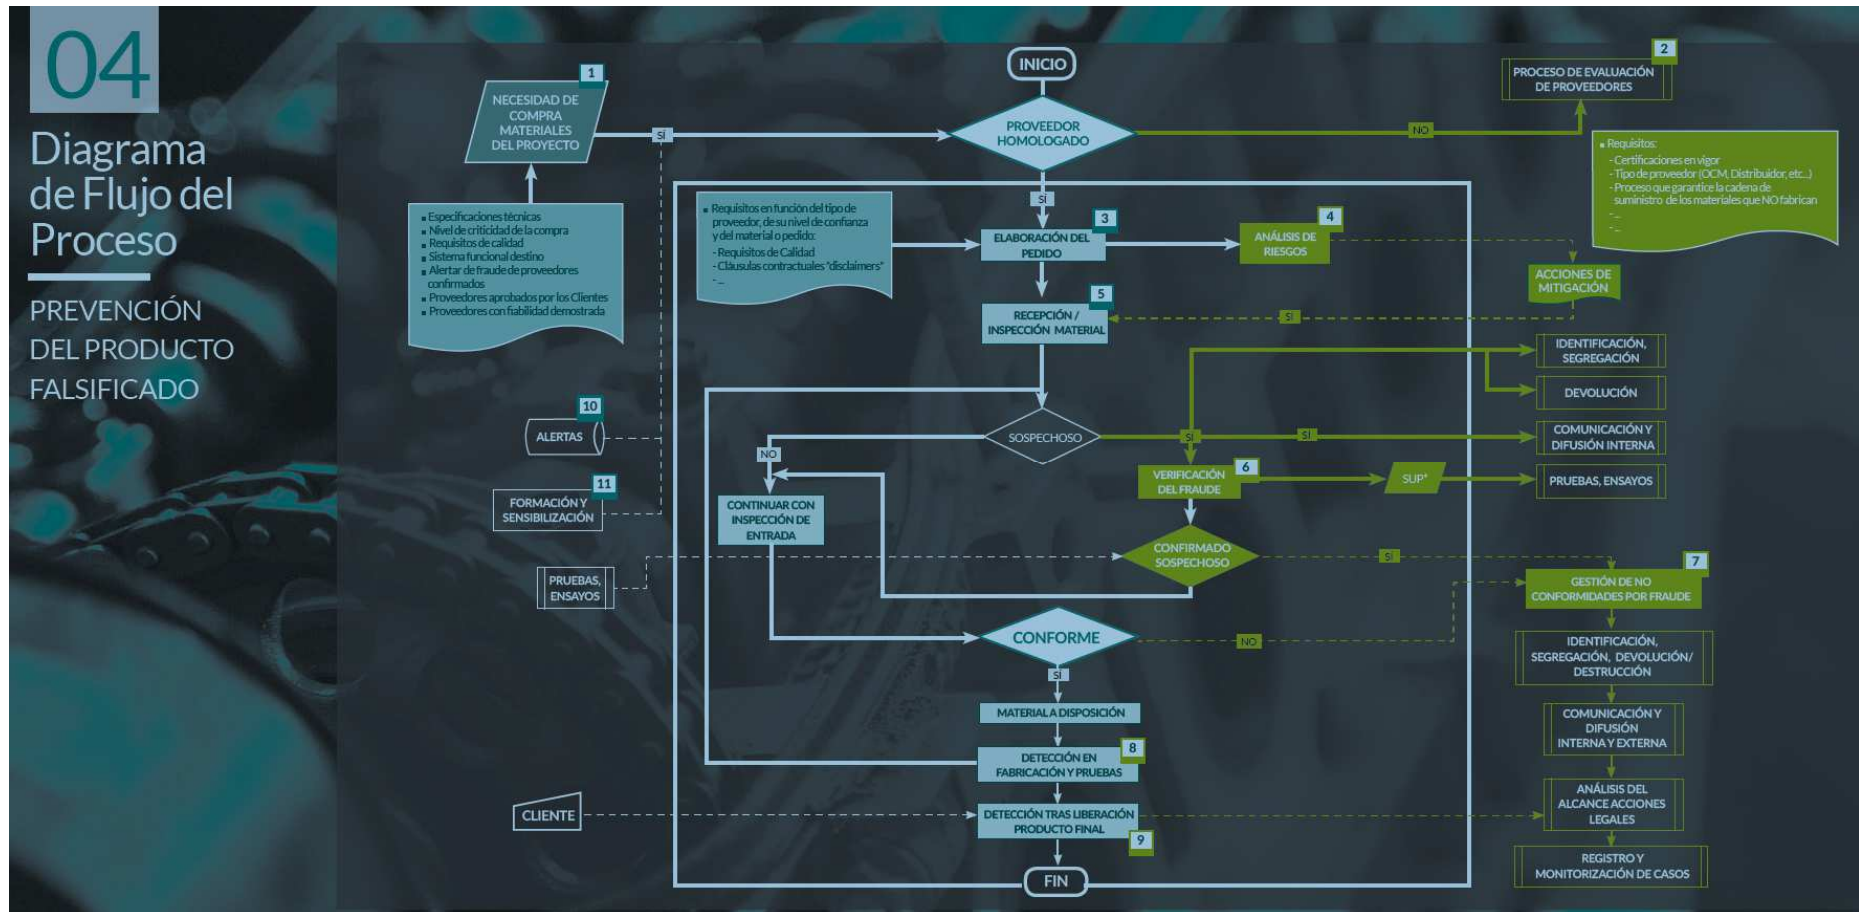 04
Diagrama
de Flujo del
Proceso
PREVENCIÓN
DEL PRODUCTO
FALSIFICADO
INICIO
1
NECESIDAD DE
COMPRA
MATERIALES
DEL PROYECTO
SÍ
PROVEEDOR
HOMOLOGADO
NO
2
PROCESO DE EVALUACIÓN
DE PROVEEDORES
▪ Requisitos:
- Certificaciones en vigor
- Tipo de proveedor (OCM, Distribuidor, etc...)
- Proceso que garantice la cadena de
suministro de los materiales que NO fabrican
- ...
- ...
▪ Especificaciones técnicas
▪ Nivel de criticidad de la compra
▪ Requisitos de calidad
▪ Sistema funcional destino
▪ Alertar de fraude de proveedores
confirmados
▪ Proveedores aprobados por los Clientes
▪ Proveedores con fiabilidad demostrada
▪ Requisitos en función del tipo de
proveedor, de su nivel de confianza
y del material o pedido:
- Requisitos de Calidad
- Cláusulas contractuales "disclaimers"
- ...
SÍ
3
ELABORACIÓN DEL
PEDIDO
4
ANÁLISIS DE
RIESGOS
ACCIONES DE
MITIGACIÓN
SI
5
RECEPCIÓN /
INSPECCIÓN MATERIAL
IDENTIFICACIÓN,
SEGREGACIÓN
DEVOLUCIÓN
10
ALERTAS
SOSPECHOSO
SI
SI
COMUNICACIÓN Y
DIFUSIÓN INTERNA
NO
6
VERIFICACIÓN
DEL FRAUDE
SUP*
PRUEBAS, ENSAYOS
11
FORMACIÓN Y
SENSIBILIZACIÓN
CONTINUAR CON
INSPECCIÓN DE
ENTRADA
CONFIRMADO
SOSPECHOSO
SÍ
PRUEBAS,
ENSAYOS
7
GESTIÓN DE NO
CONFORMIDADES POR FRAUDE
CONFORME
NO
IDENTIFICACIÓN,
SEGREGACIÓN, DEVOLUCIÓN/
DESTRUCCIÓN
SÍ
MATERIAL A DISPOSICIÓN
COMUNICACIÓN Y
DIFUSIÓN
INTERNA Y EXTERNA
8
DETECCIÓN EN
FABRICACIÓN Y PRUEBAS
CLIENTE
DETECCIÓN TRAS LIBERACIÓN
PRODUCTO FINAL
9
ANÁLISIS DEL
ALCANCE ACCIONES
LEGALES
FIN
REGISTRO Y
MONITORIZACIÓN DE CASOS